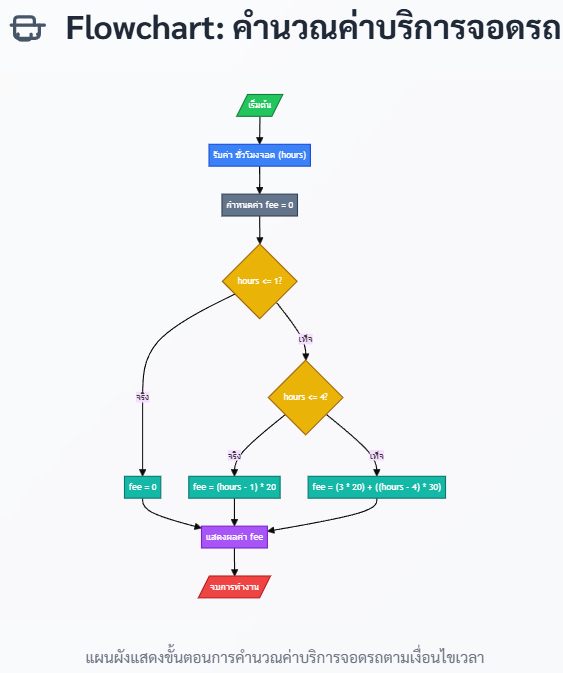 Flowchart: คำนวณค่าบริการจอดรถ
เริ่มต้น
รับค่า ชั่วโมงจอด (hours)
กำหนดค่า fee = 0
hours <= 1?
เท็จ
hours <= 4?
จริง
จริง
เท็จ
fee = 0
fee = (hours - 1) * 20
fee = (3 * 20) + ((hours - 4) * 30)
แสดงผลค่า fee
จบการทำงาน
แผนผังแสดงขั้นตอนการคำนวณค่าบริการจอดรถตามเงื่อนไขเวลา